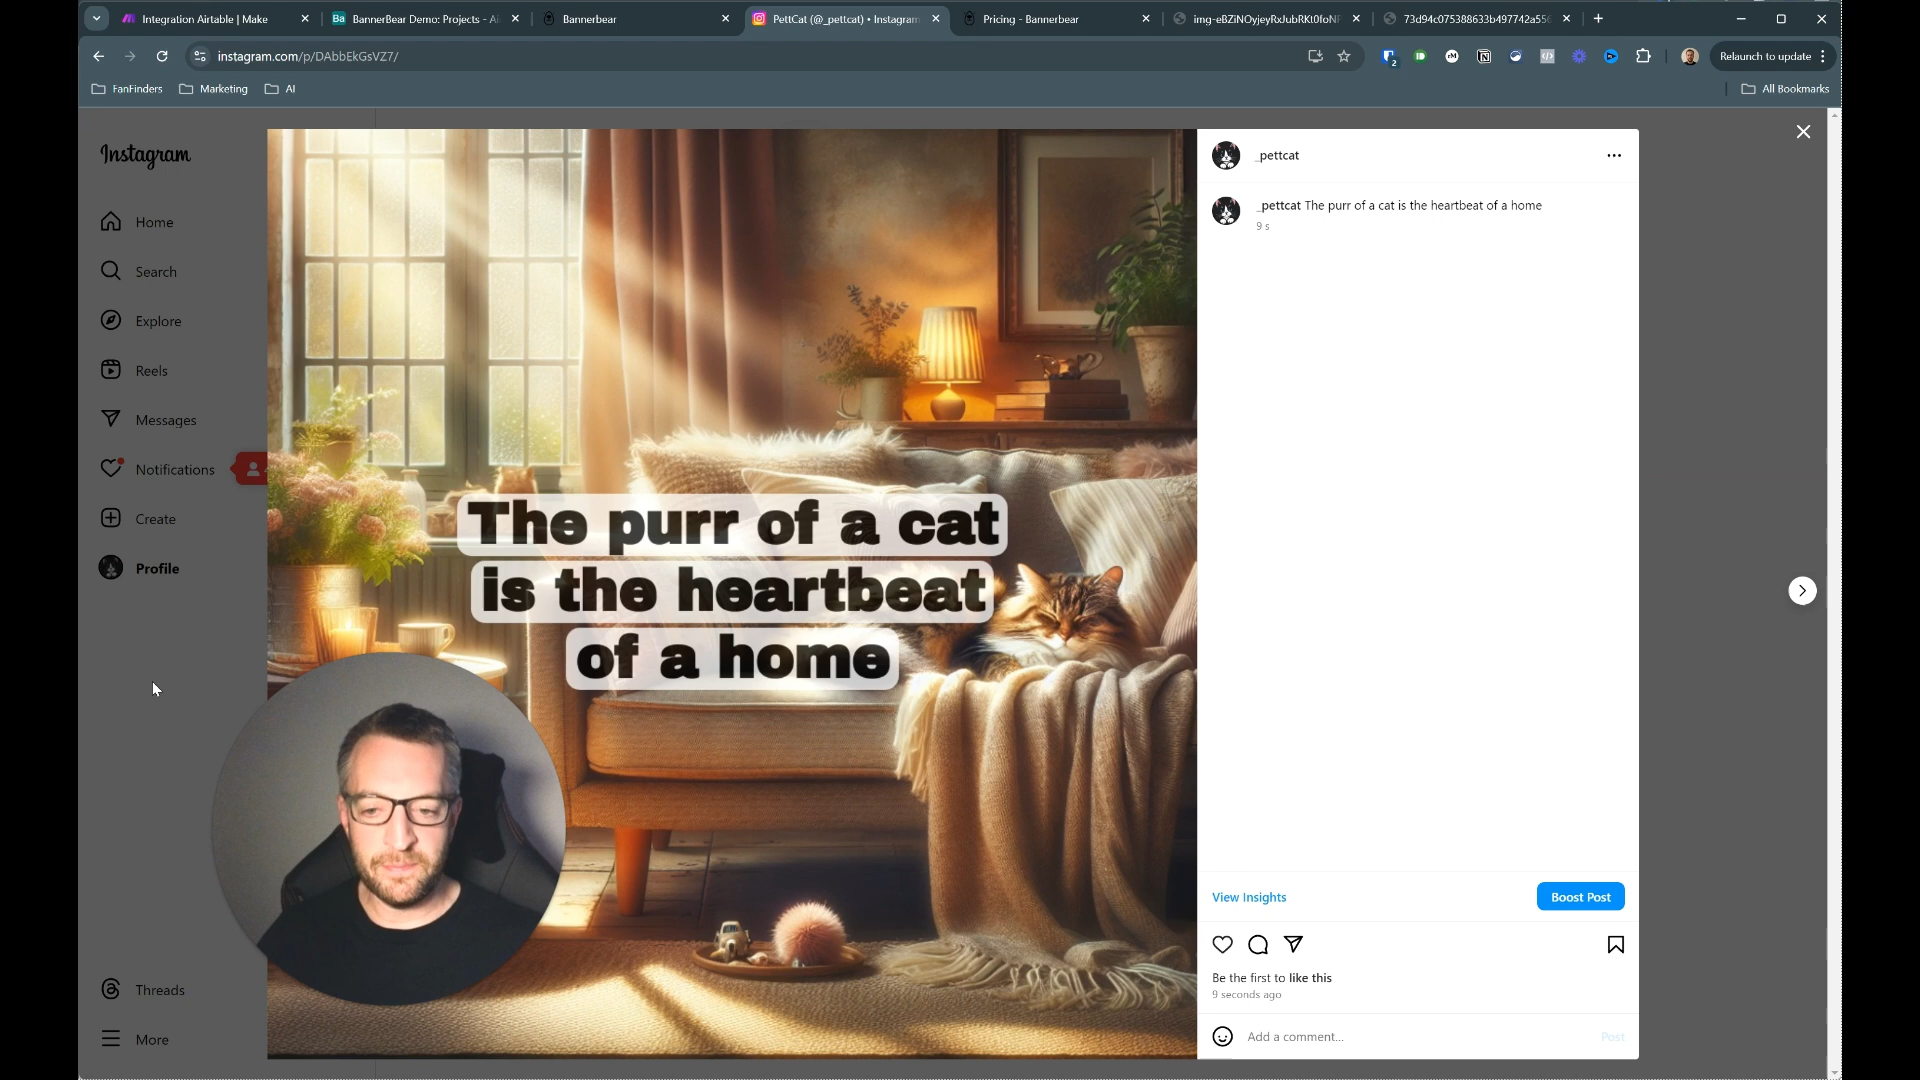 Integration Airtable | Make
BannerBear Demo: Projects - Ai
Bannerbear
PettCat (@_pettcat) • Instagram
Pricing - Bannerbear
instagram.com/p/DAbbEkGsVZ7/
2
Relaunch to update
FanFinders
Marketing
AI
All Bookmarks
Instagram
Home
Search
Explore
Reels
Messages
Notifications
Create
Profile
Threads
More
The purr of a cat
is the heartbeat
of a home
_pettcat
_pettcat The purr of a cat is the heartbeat of a home
9 s
View Insights
Boost Post
Be the first to like this
9 seconds ago
Add a comment...
Post